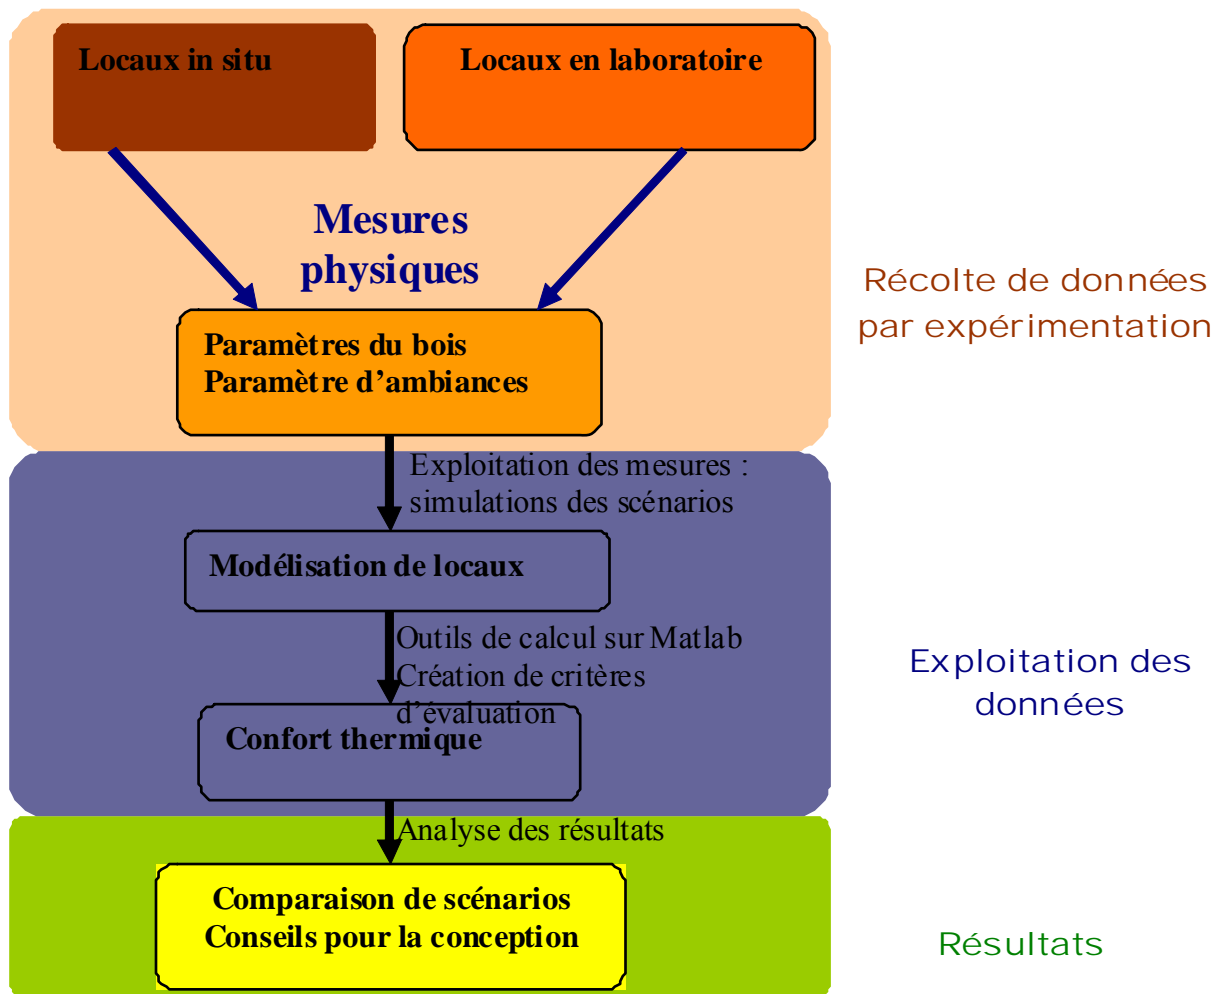 Locaux in situ
Locaux en laboratoire
Mesures
physiques
Récolte de données
par expérimentation
Paramètres du bois
Paramètre d’ambiances
Exploitation des mesures :
simulations des scénarios
Modélisation de locaux
Outils de calcul sur Matlab
Création de critères
d’évaluation
Exploitation des
données
Confort thermique
Analyse des résultats
Comparaison de scénarios
Conseils pour la conception
Résultats